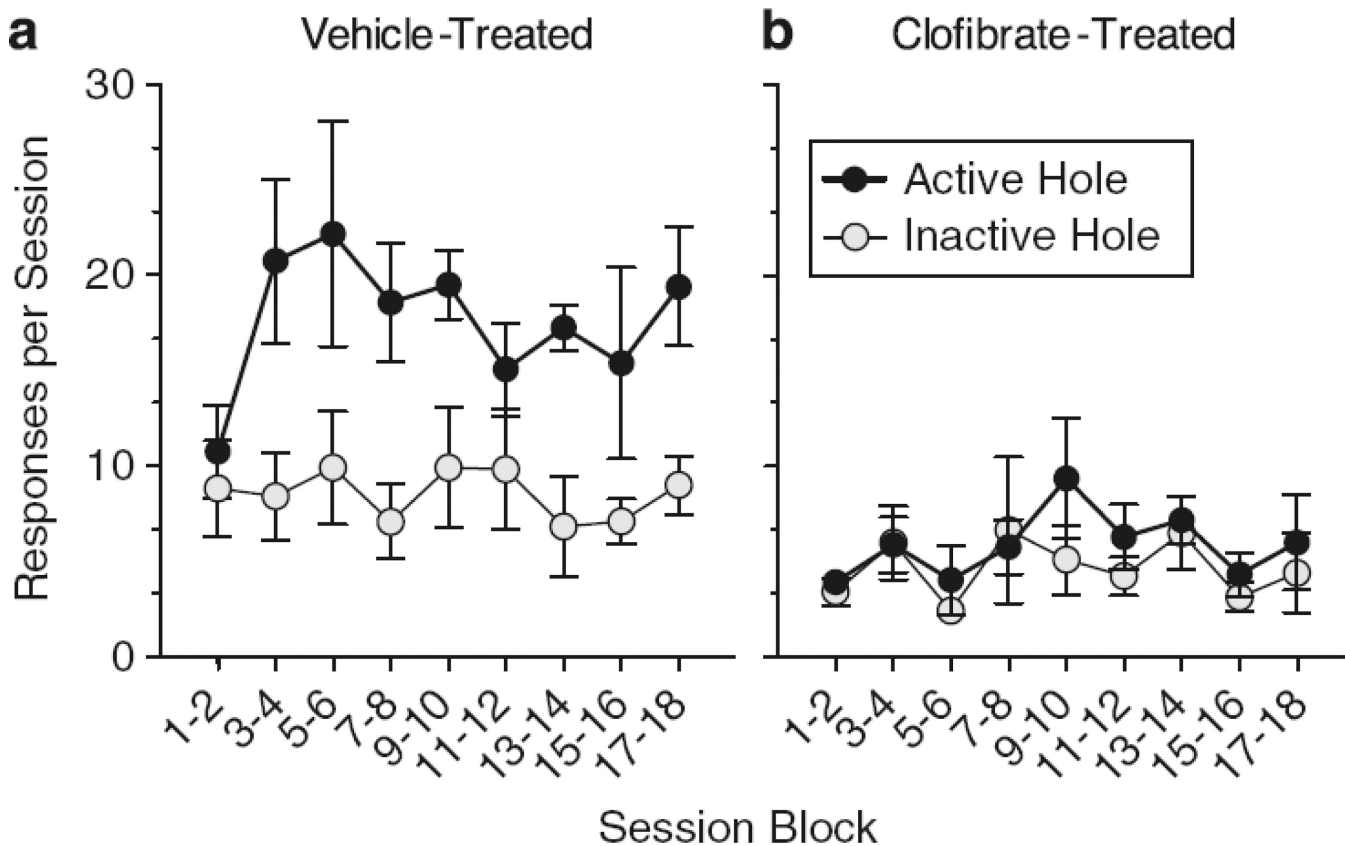 a Vehicle-Treated
b Clofibrate-Treated
Responses per Session
30
20
10
0
Active Hole
Inactive Hole
1-2 3-4 5-6 7-8 9-10 11-12 13-14 15-16 17-18
1-2 3-4 5-6 7-8 9-10 11-12 13-14 15-16 17-18
Session Block